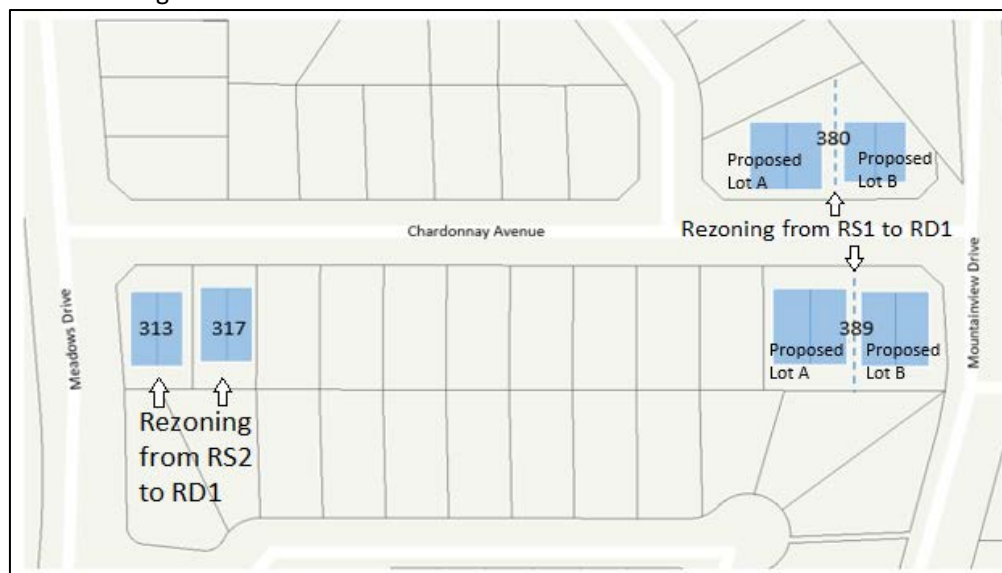 380
Proposed
Lot A
Proposed
Lot B
Rezoning from RS1 to RD1
Chardonnay Avenue
Meadows Drive
Mountainview Drive
313
317
389
Proposed
Lot A
Proposed
Lot B
Rezoning
from RS2
to RD1